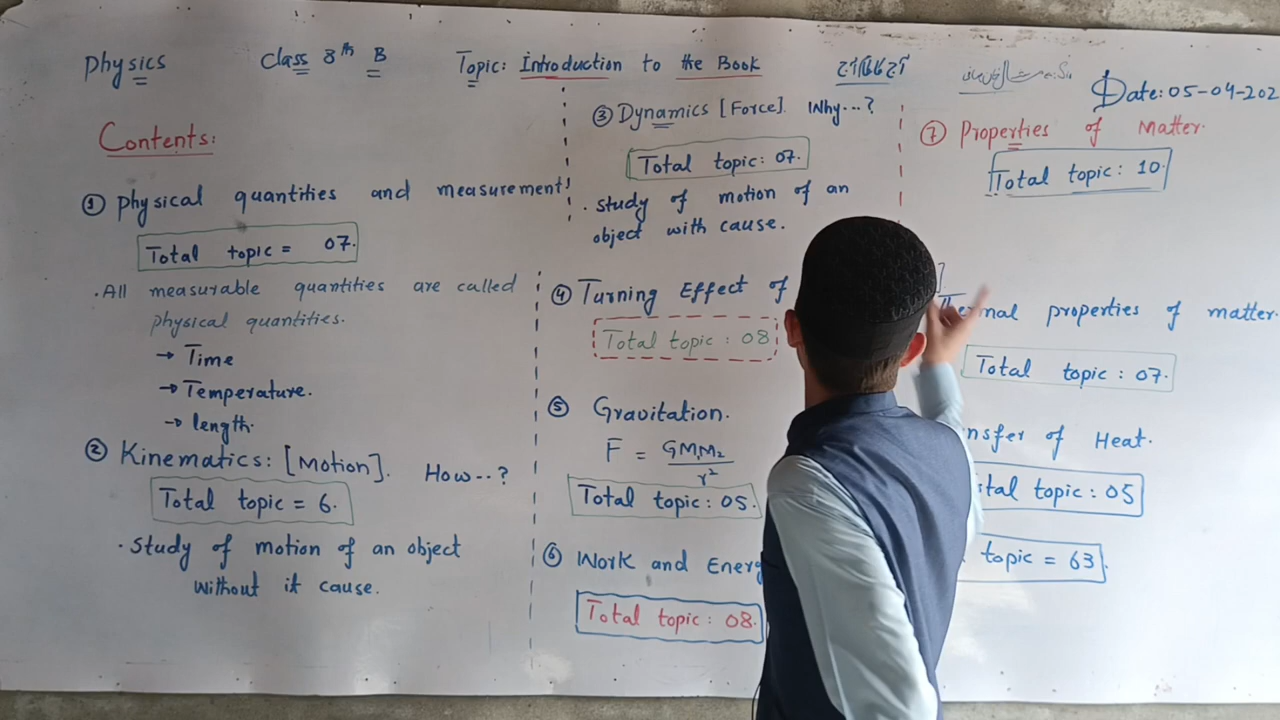 Physics
Class 8th B
Topic: Introduction to the Book
Date: 05-04-202
Contents:
① Physical quantities and measurement
Total topic = 07.
. All measurable quantities are called
physical quantities.
→ Time
→ Temperature.
→ length.
② Kinematics: [Motion]. How--?
Total topic = 6.
. Study of motion of an object
without it cause.
③ Dynamics [Force]. Why---?
Total topic: 07.
. Study of motion of an
object with cause.
④ Turning Effect of
Total topic: 08
⑤ Gravitation.
F = GMM₂/r²
Total topic: 05.
⑥ Work and Energ
Total topic: 08.
⑦ Properties of Matter.
Total topic: 10.
ermal properties of matter.
Total topic: 07.
nsfer of Heat.
tal topic: 05
topic = 63.